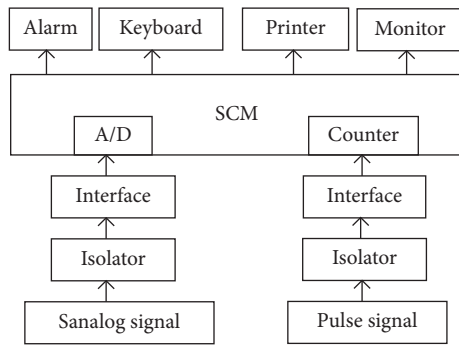 Alarm
Keyboard
Printer
Monitor
SCM
A/D
Counter
Interface
Interface
Isolator
Isolator
Sanalog signal
Pulse signal